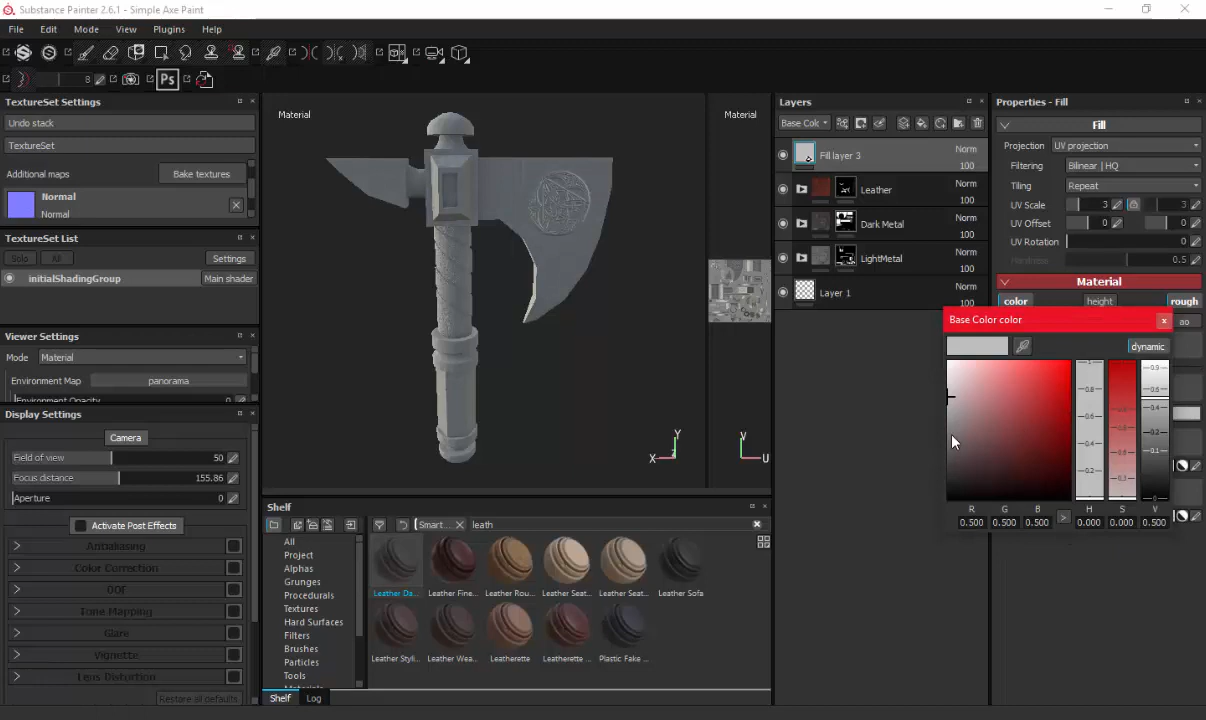 Substance Painter 2.6.1 - Simple Axe Paint
File Edit Mode View Plugins Help
8
Ps
TextureSet Settings
Undo stack
TextureSet
Additional maps
Bake textures
Normal
Normal
TextureSet List
Solo All Settings
initialShadingGroup Main shader
Viewer Settings
Mode Material
Environment Map panorama
Environment Opacity 0
Display Settings
Camera
Field of view 50
Focus distance 155.86
Aperture 0
Activate Post Effects
Antialiasing
Color Correction
DOF
Tone Mapping
Glare
Vignette
Lens Distortion
Restore all defaults
Material
Y
X Z
Material
V
U
Shelf
Smart... leath
All
Project
Alphas
Grunges
Procedurals
Textures
Hard Surfaces
Filters
Brushes
Particles
Tools
Materials
Leather Da... Leather Fine... Leather Rou... Leather Seat... Leather Seat... Leather Sofa
Leather Styli... Leather Wea... Leatherette Leatherette ... Plastic Fake ...
Shelf Log
Layers
Base Colo
Fill layer 3 Norm
100
Leather Norm
100
Dark Metal Norm
100
LightMetal Norm
100
Layer 1 Norm
100
Properties - Fill
Fill
Projection UV projection
Filtering Bilinear | HQ
Tiling Repeat
UV Scale 3 3
UV Offset 0 0
UV Rotation 0
Hardness 0.5
Material
color height rough
ao
Base Color color
dynamic
R G B H S V
0.500 0.500 0.500 > 0.000 0.000 0.500